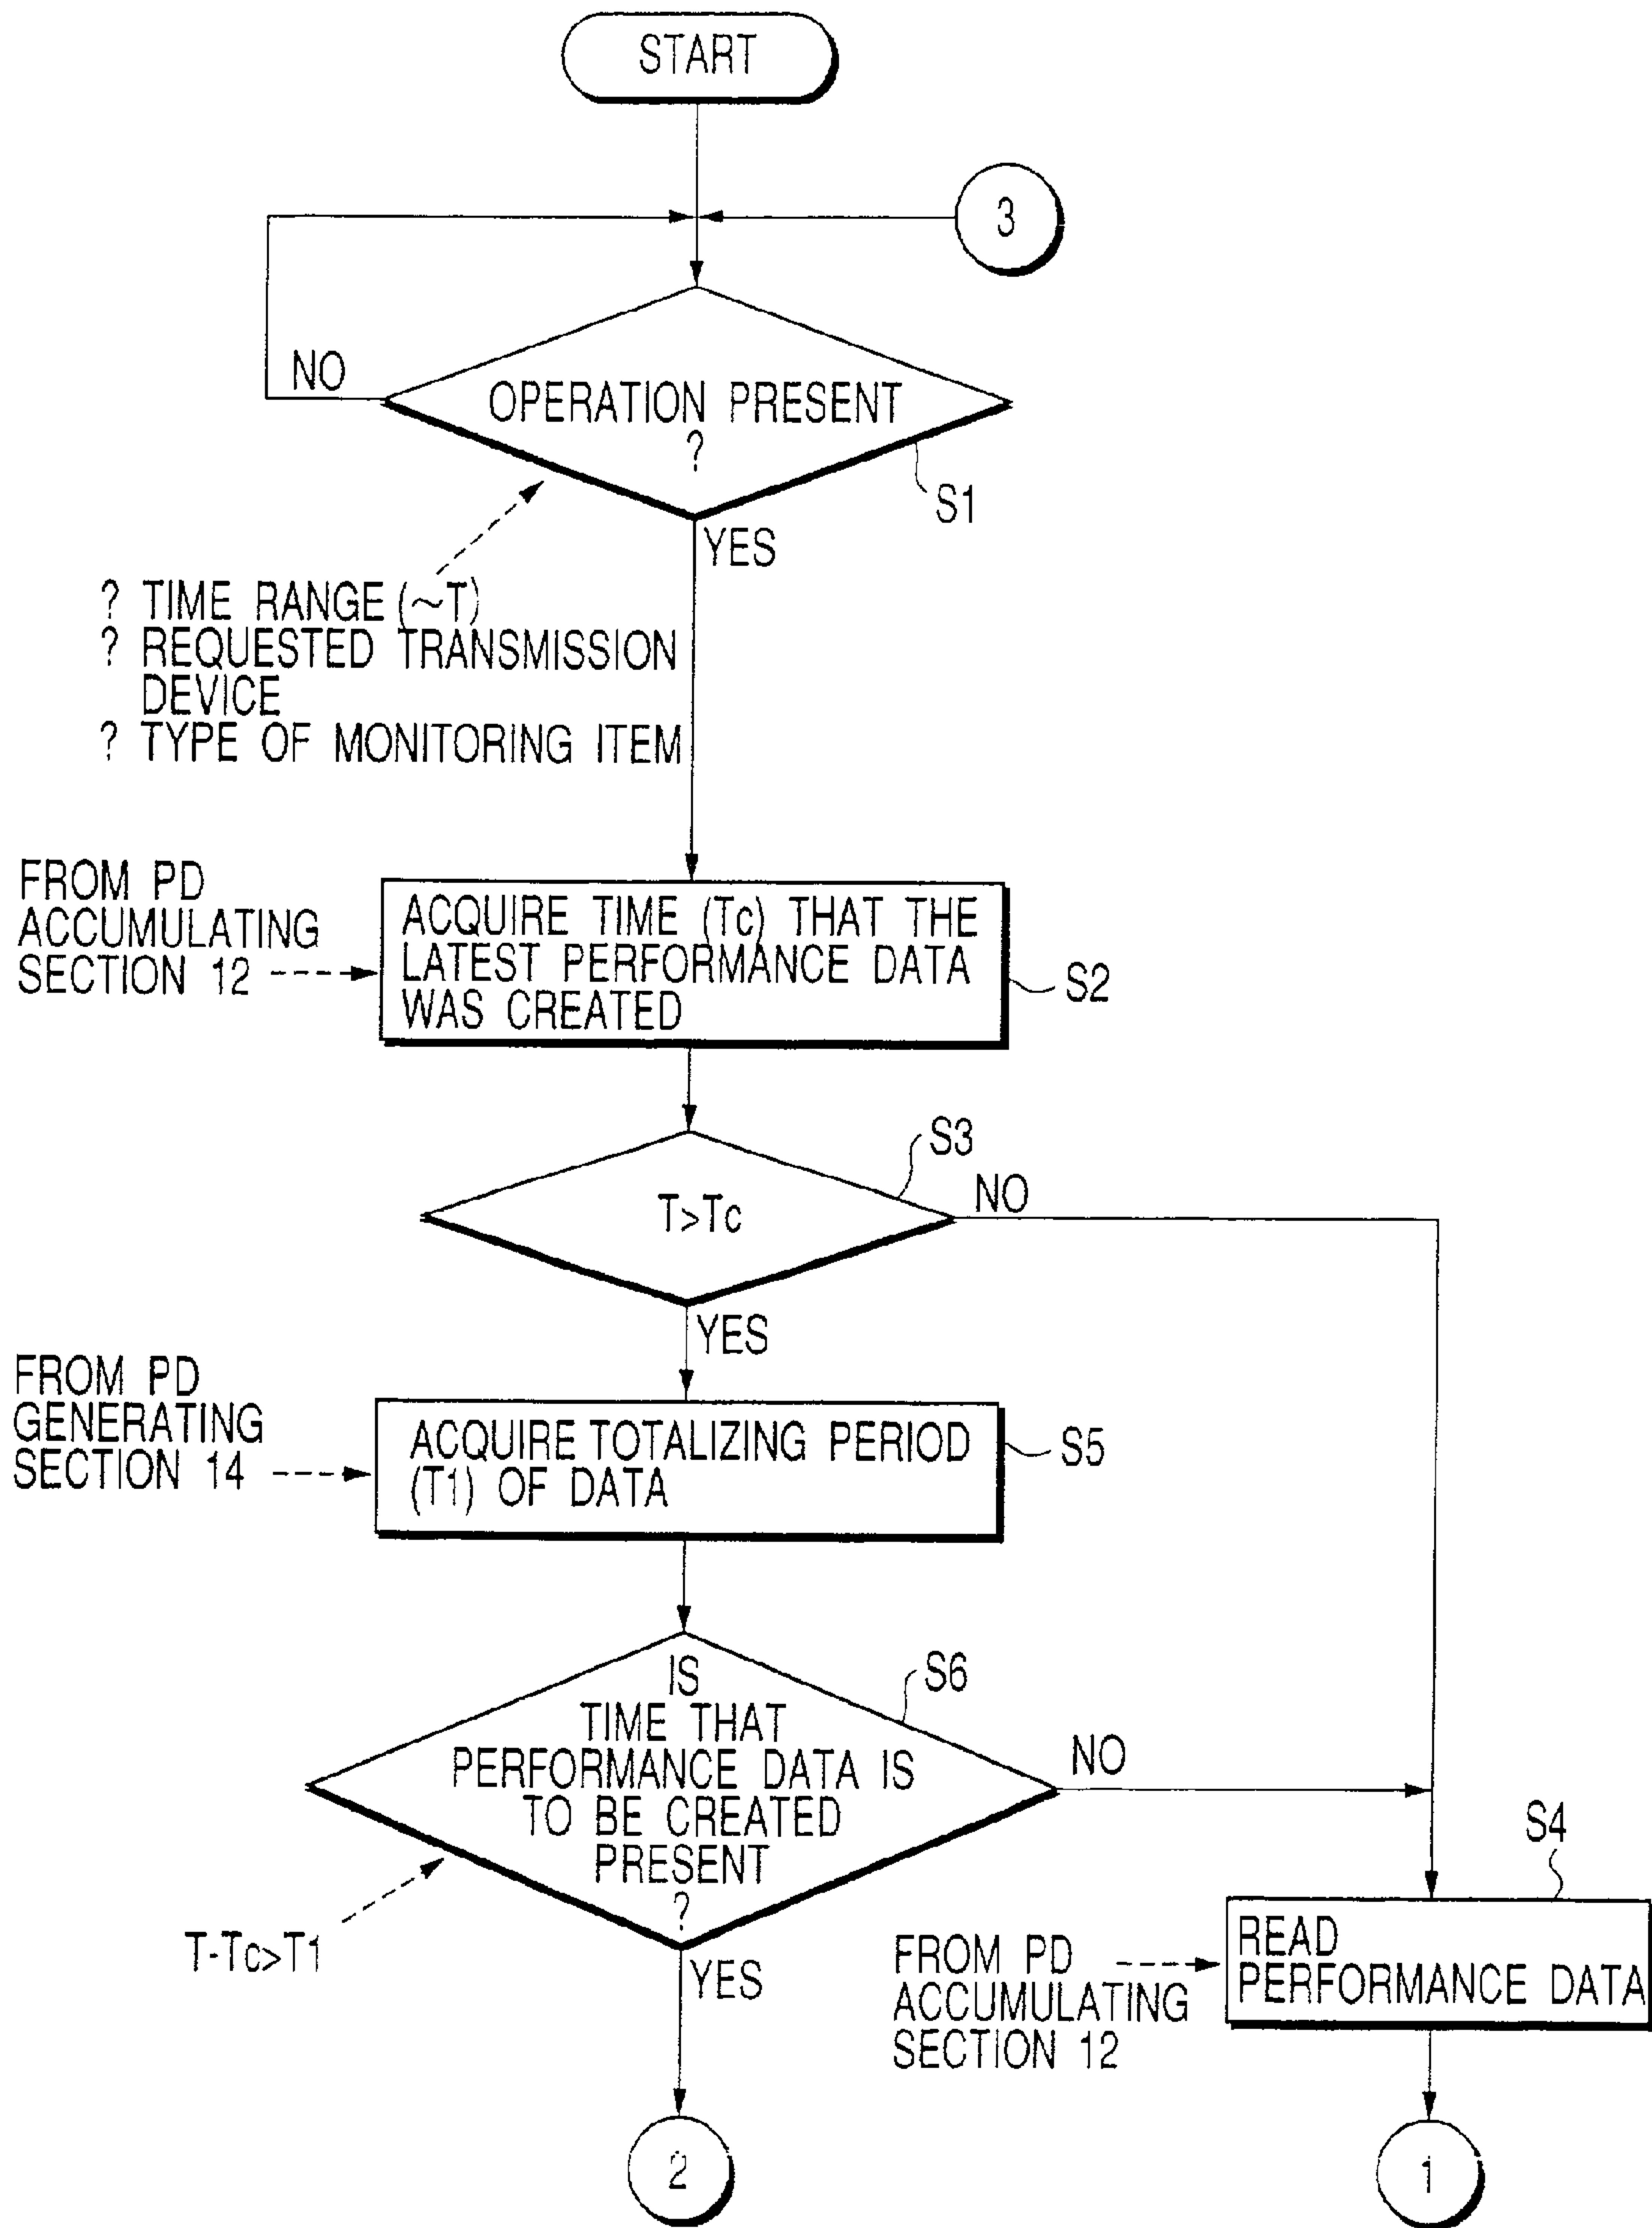 START
3
NO
OPERATION PRESENT
?
S1
YES
? TIME RANGE (~T)
? REQUESTED TRANSMISSION
DEVICE
? TYPE OF MONITORING ITEM
FROM PD
ACCUMULATING
SECTION 12
ACQUIRE TIME (Tc) THAT THE
LATEST PERFORMANCE DATA
WAS CREATED
S2
S3
T>Tc
NO
YES
FROM PD
GENERATING
SECTION 14
ACQUIRE TOTALIZING PERIOD
(T1) OF DATA
S5
IS
TIME THAT
PERFORMANCE DATA IS
TO BE CREATED
PRESENT
?
S6
NO
T-Tc>T1
YES
S4
FROM PD
ACCUMULATING
SECTION 12
READ
PERFORMANCE DATA
2
1